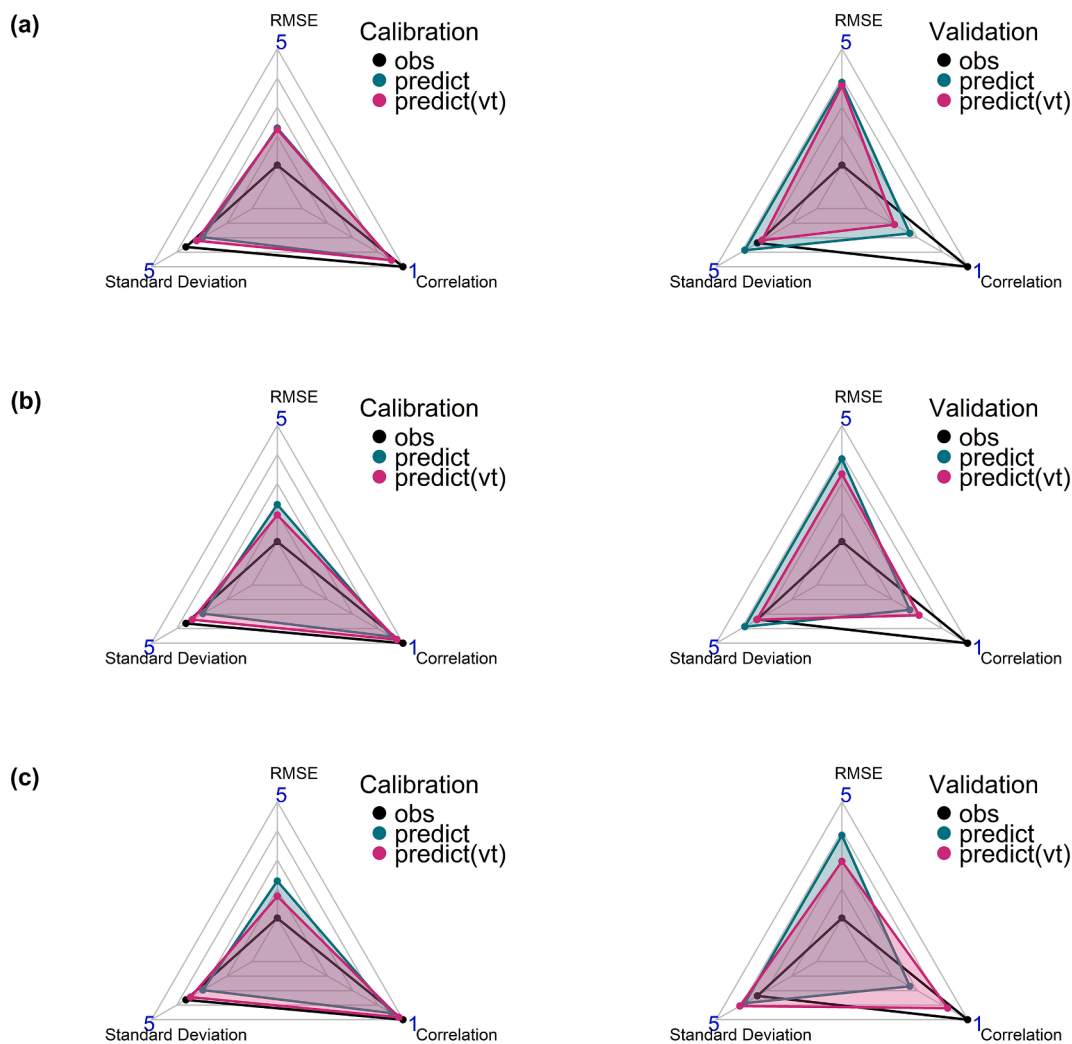 (a)
RMSE
5
Calibration
obs
predict
predict(vt)
5
1
Standard Deviation
Correlation
RMSE
5
Validation
obs
predict
predict(vt)
5
1
Standard Deviation
Correlation
(b)
RMSE
5
Calibration
obs
predict
predict(vt)
5
1
Standard Deviation
Correlation
RMSE
5
Validation
obs
predict
predict(vt)
5
1
Standard Deviation
Correlation
(c)
RMSE
5
Calibration
obs
predict
predict(vt)
5
1
Standard Deviation
Correlation
RMSE
5
Validation
obs
predict
predict(vt)
5
1
Standard Deviation
Correlation